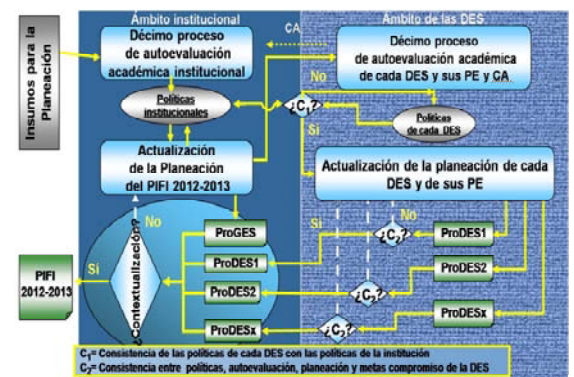 Ámbito institucional
Ámbito de las DES
Insumos para la
Planeación
Décimo proceso
de autoevaluación
académica institucional
CA
Décimo proceso
de autoevaluación académica
de cada DES y sus PE y CA
No
Políticas
institucionales
¿C1?
Políticas
de cada DES
Si
Actualización
de la Planeación
del PIFI 2012-2013
Actualización de la planeación de cada
DES y de sus PE
No
ProGES
Si
No
¿C2?
ProDES1
ProDES1
Si
¿Contextualización?
PIFI
2012-2013
ProDES2
¿C2?
ProDES2
ProDESx
¿C2?
ProDESx
C1= Consistencia de las políticas de cada DES con las políticas de la institución
C2= Consistencia entre políticas, autoevaluación, planeación y metas compromiso de la DES